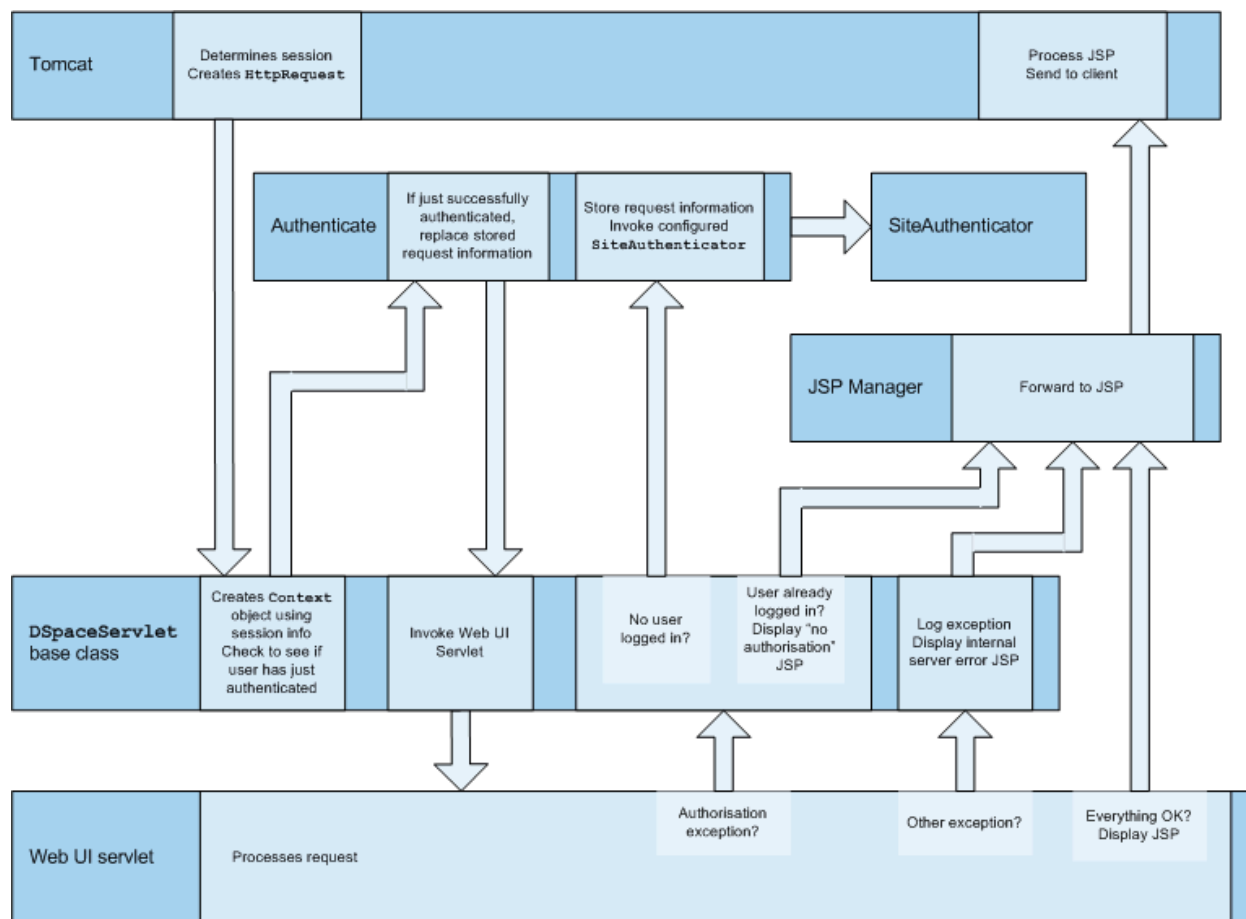 Tomcat
Determines session
Creates HttpRequest
Process JSP
Send to client
Authenticate
If just successfully
authenticated,
replace stored
request information
Store request information
Invoke configured
SiteAuthenticator
SiteAuthenticator
JSP Manager
Forward to JSP
DSpaceServlet
base class
Creates Context
object using
session info
Check to see if
user has just
authenticated
Invoke Web UI
Servlet
No user
logged in?
User already
logged in?
Display “no
authorisation”
JSP
Log exception
Display internal
server error JSP
Web UI servlet
Processes request
Authorisation
exception?
Other exception?
Everything OK?
Display JSP